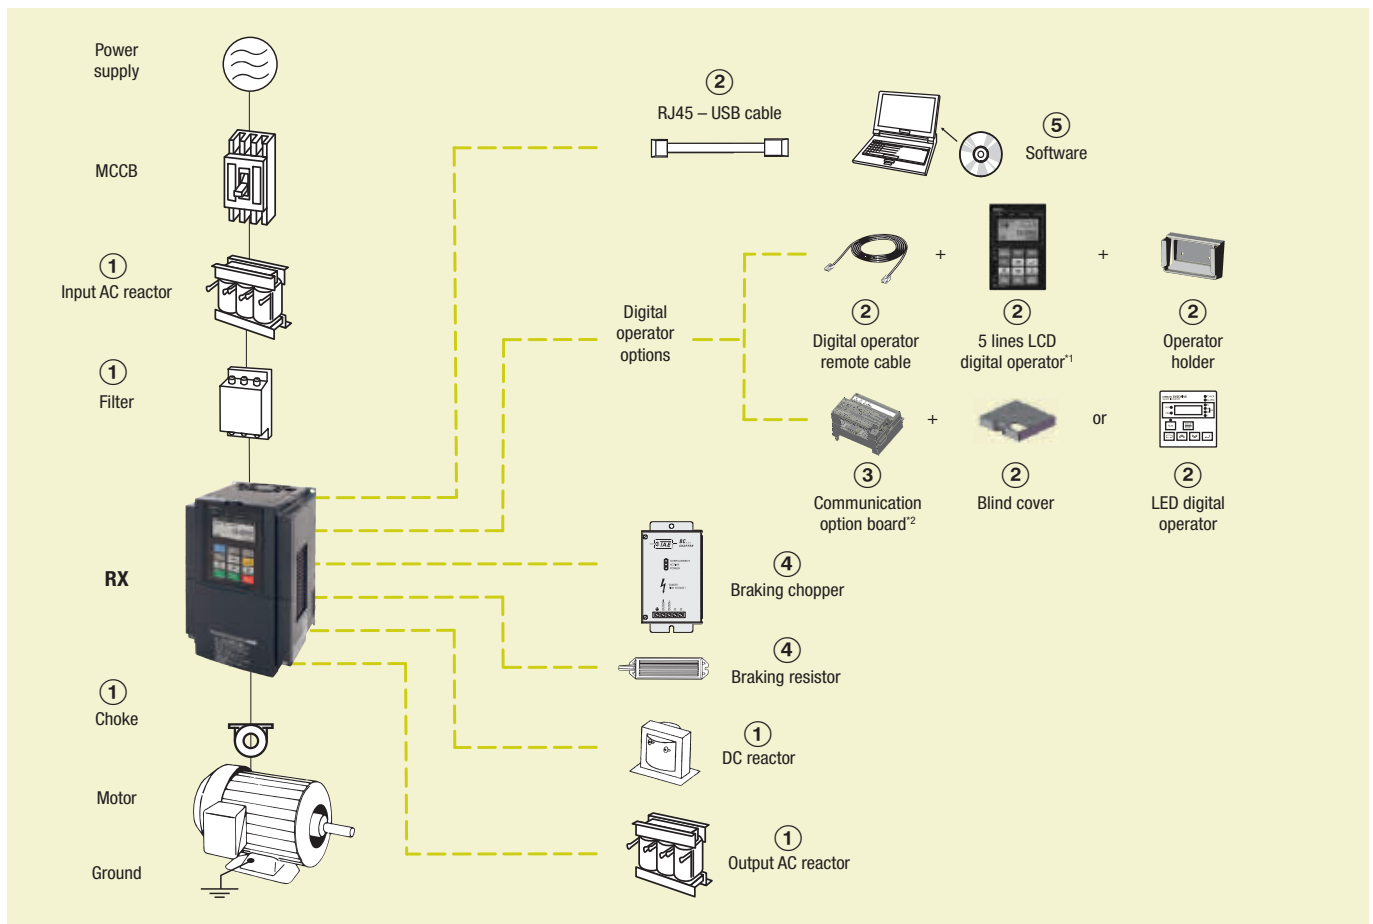 Power
supply
MCCB
1
Input AC reactor
1
Filter
RX
1
Choke
Motor
Ground
2
RJ45 – USB cable
5
Software
Digital
operator
options
+
+
2
Digital operator
remote cable
2
5 lines LCD
digital operator*1
2
Operator
holder
+
or
3
Communication
option board*2
2
Blind cover
2
LED digital
operator
4
Braking chopper
4
Braking resistor
1
DC reactor
1
Output AC reactor